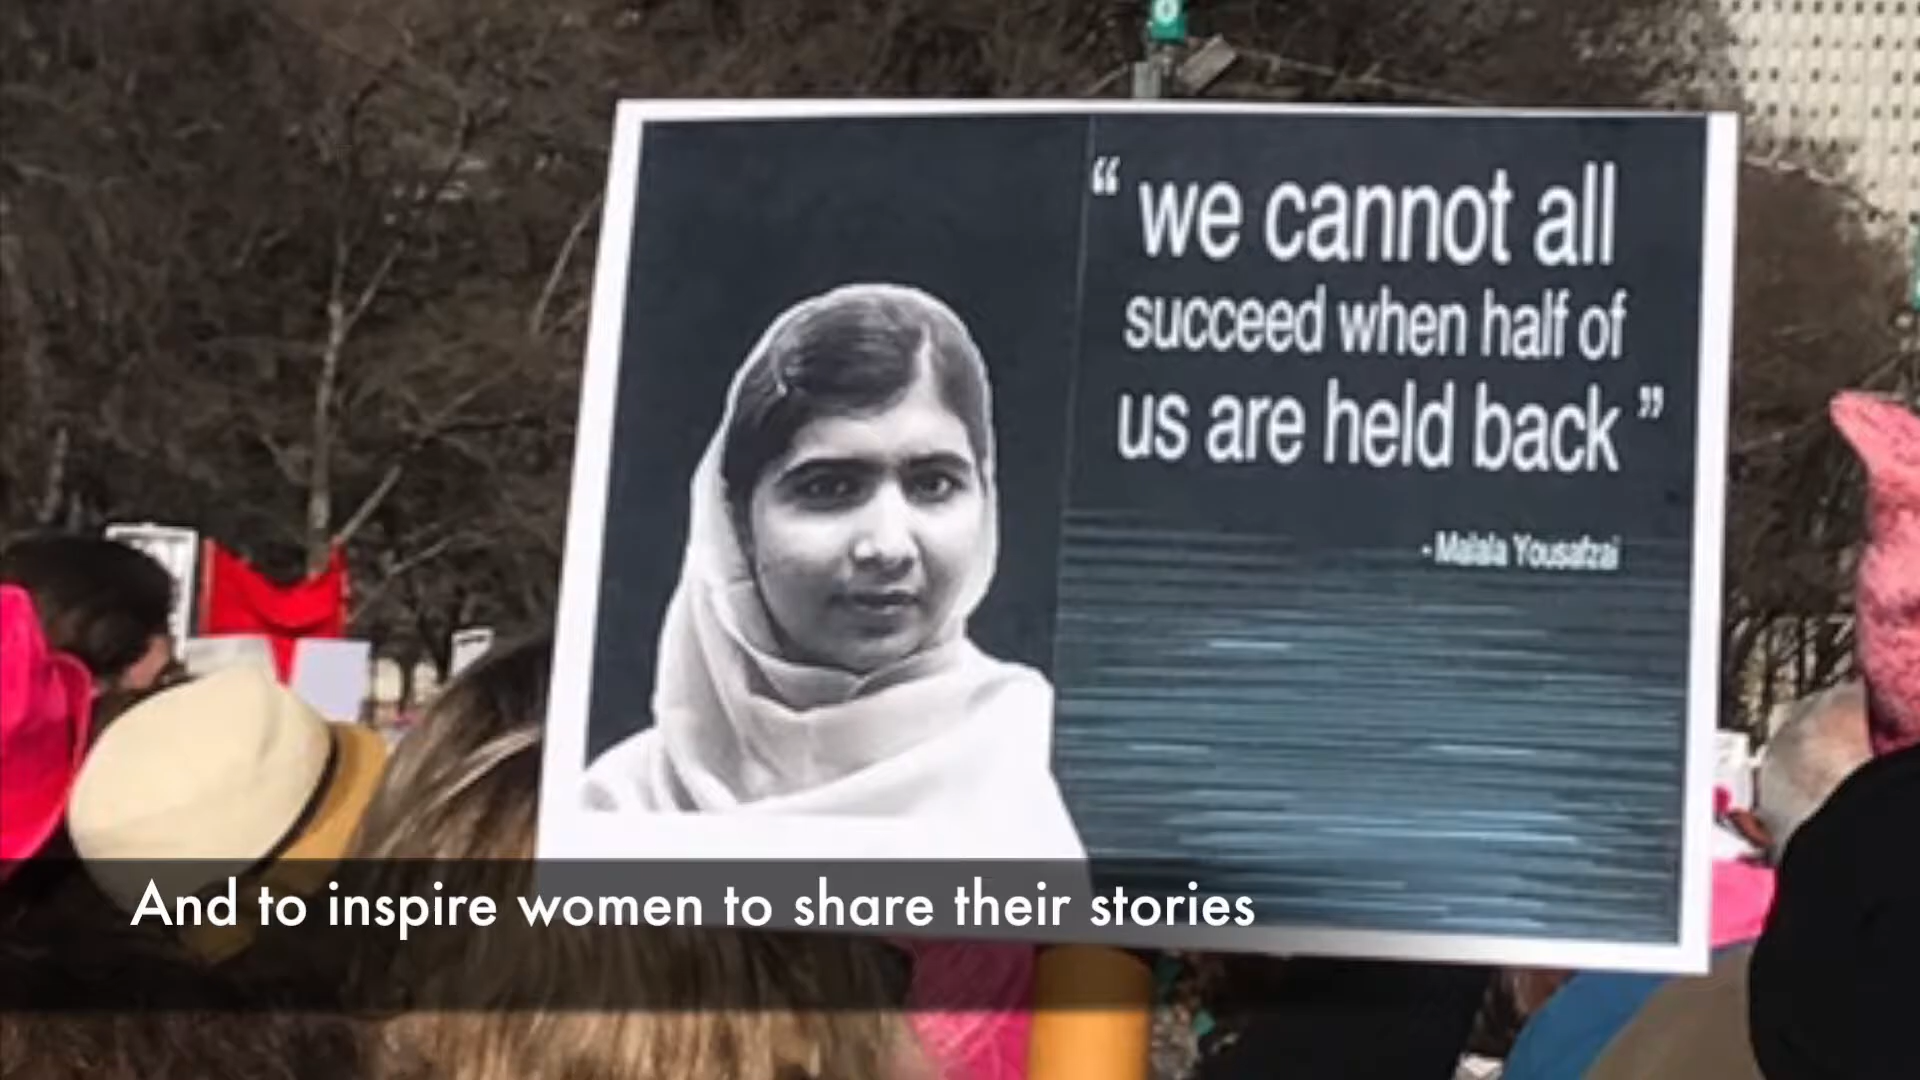 “ we cannot all
succeed when half of
us are held back ”
- Malala Yousafzai
And to inspire women to share their stories